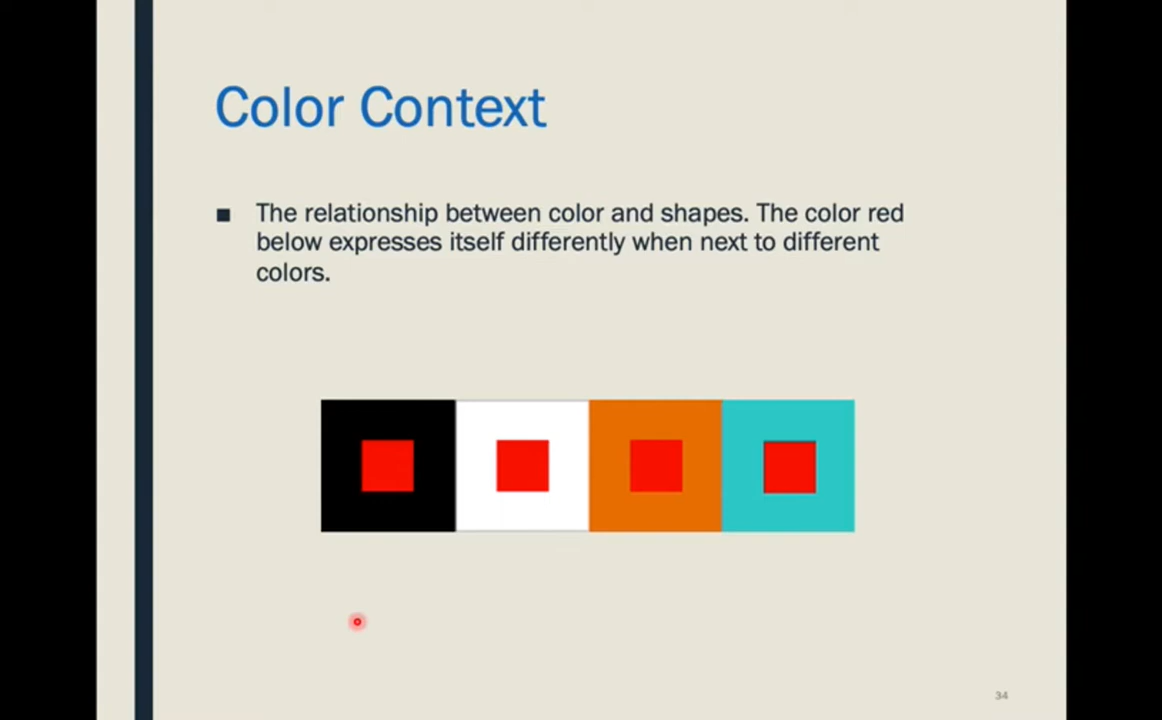 Color Context
The relationship between color and shapes. The color red
below expresses itself differently when next to different
colors.
34